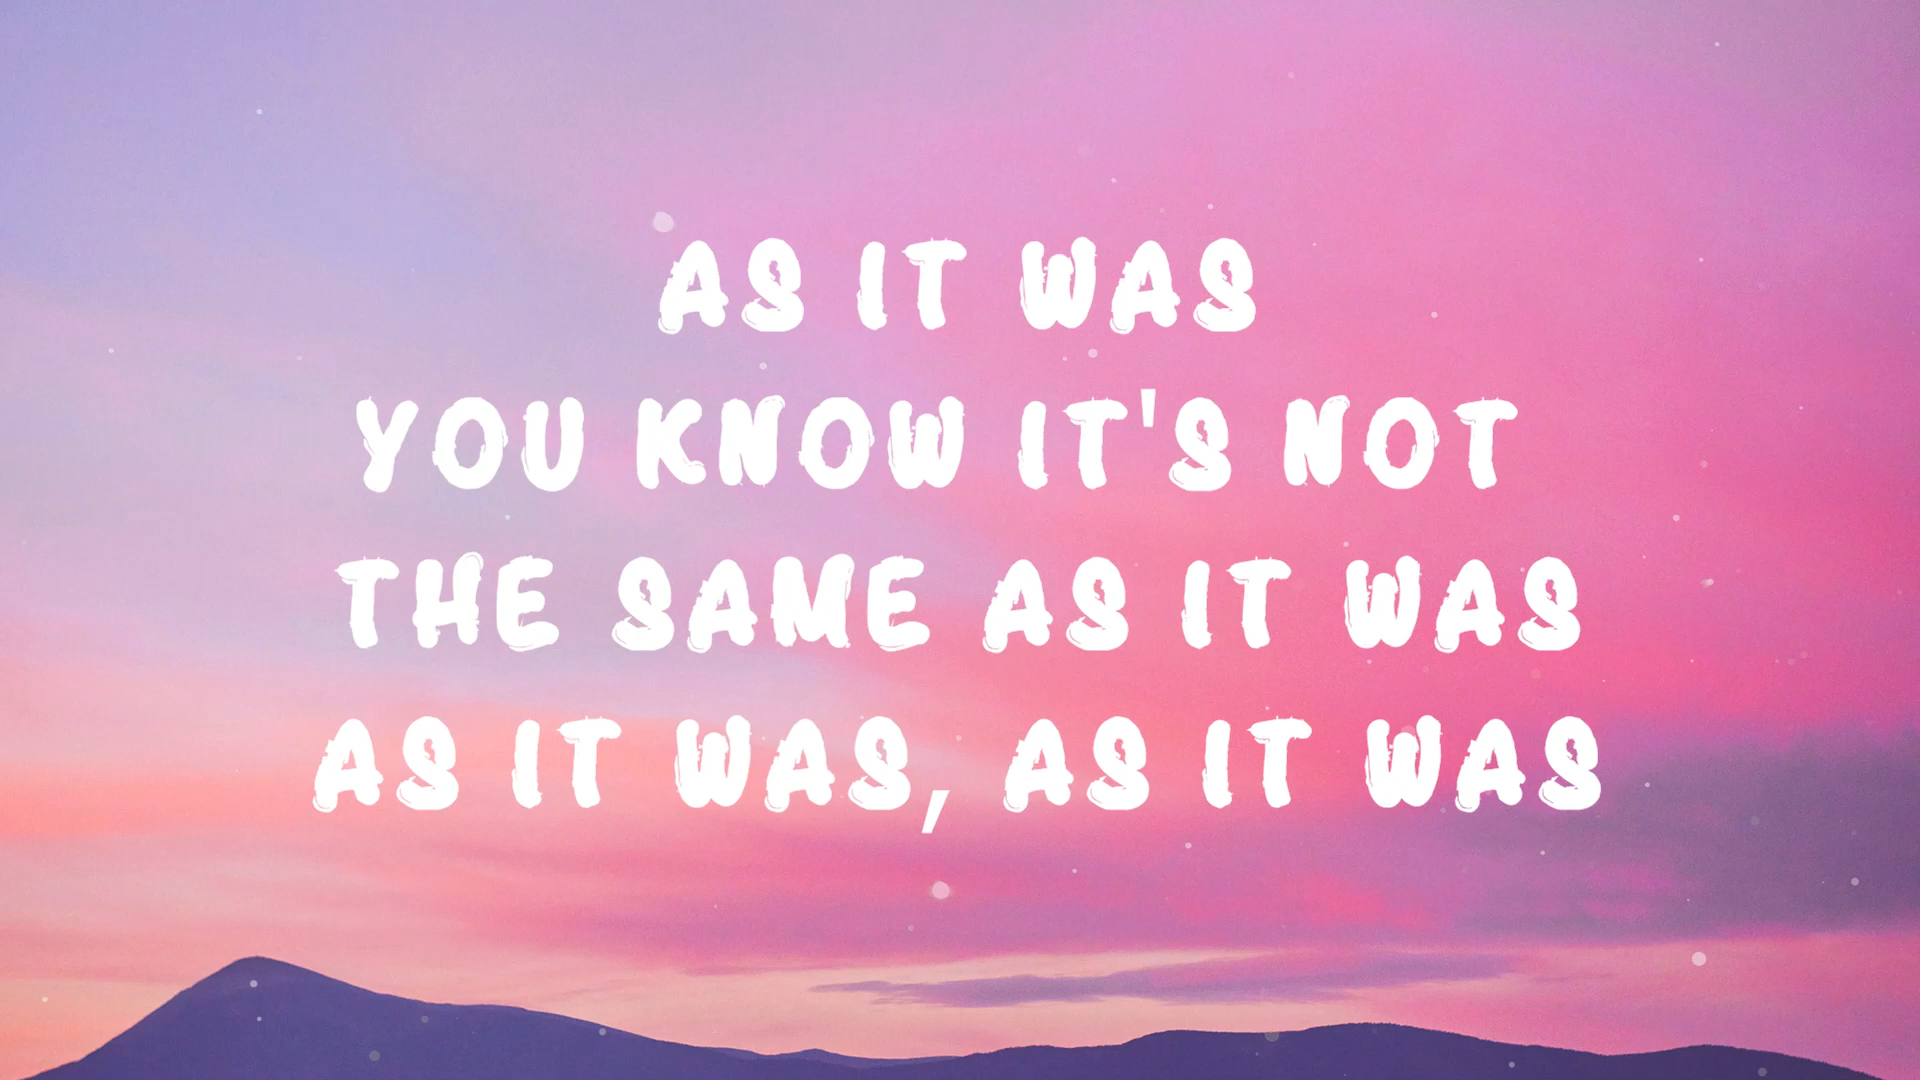 AS IT WAS
YOU KNOW IT'S NOT
THE SAME AS IT WAS
AS IT WAS, AS IT WAS